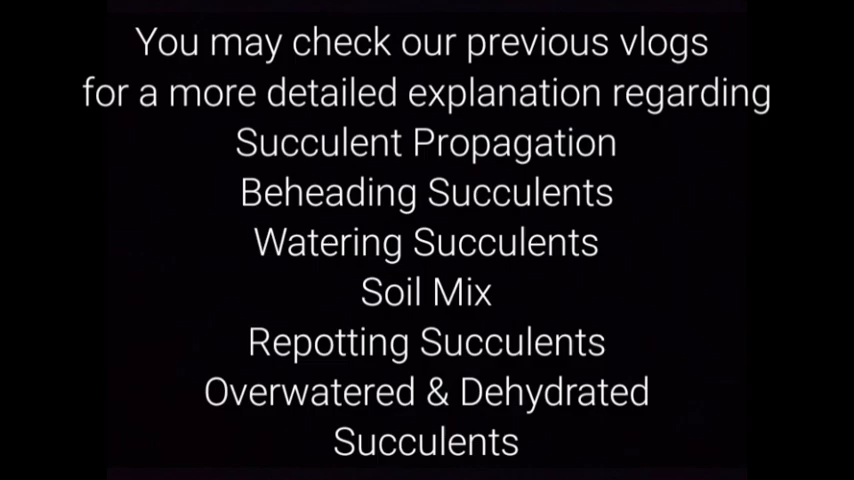 You may check our previous vlogs
for a more detailed explanation regarding
Succulent Propagation
Beheading Succulents
Watering Succulents
Soil Mix
Repotting Succulents
Overwatered & Dehydrated
Succulents